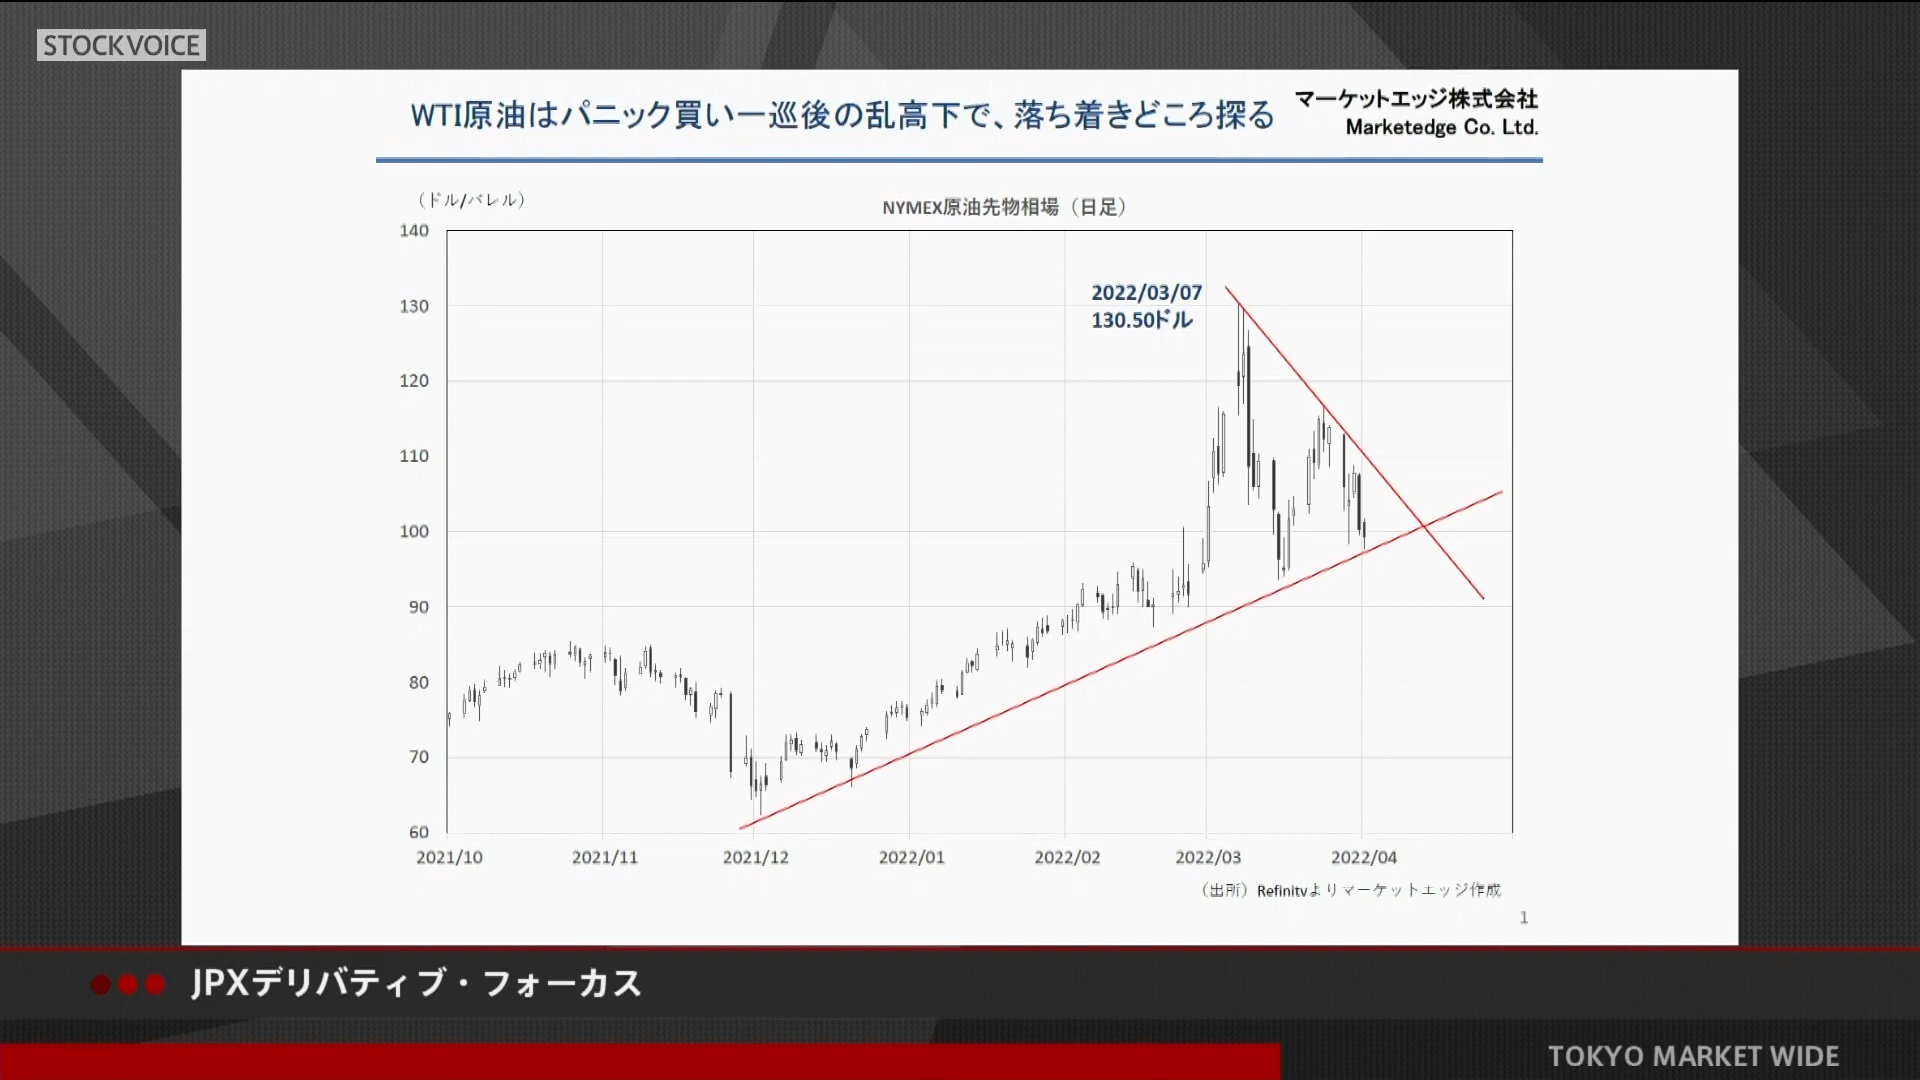 STOCKVOICE
WTI原油はパニック買い一巡後の乱高下で、落ち着きどころ探る
マーケットエッジ株式会社
Marketedge Co. Ltd.
（ドル/バレル）
NYMEX原油先物相場（日足）
140
130
120
110
100
90
80
70
60
2022/03/07
130.50ドル
2021/10
2021/11
2021/12
2022/01
2022/02
2022/03
2022/04
（出所）Refinitvよりマーケットエッジ作成
1
JPXデリバティブ・フォーカス
TOKYO MARKET WIDE